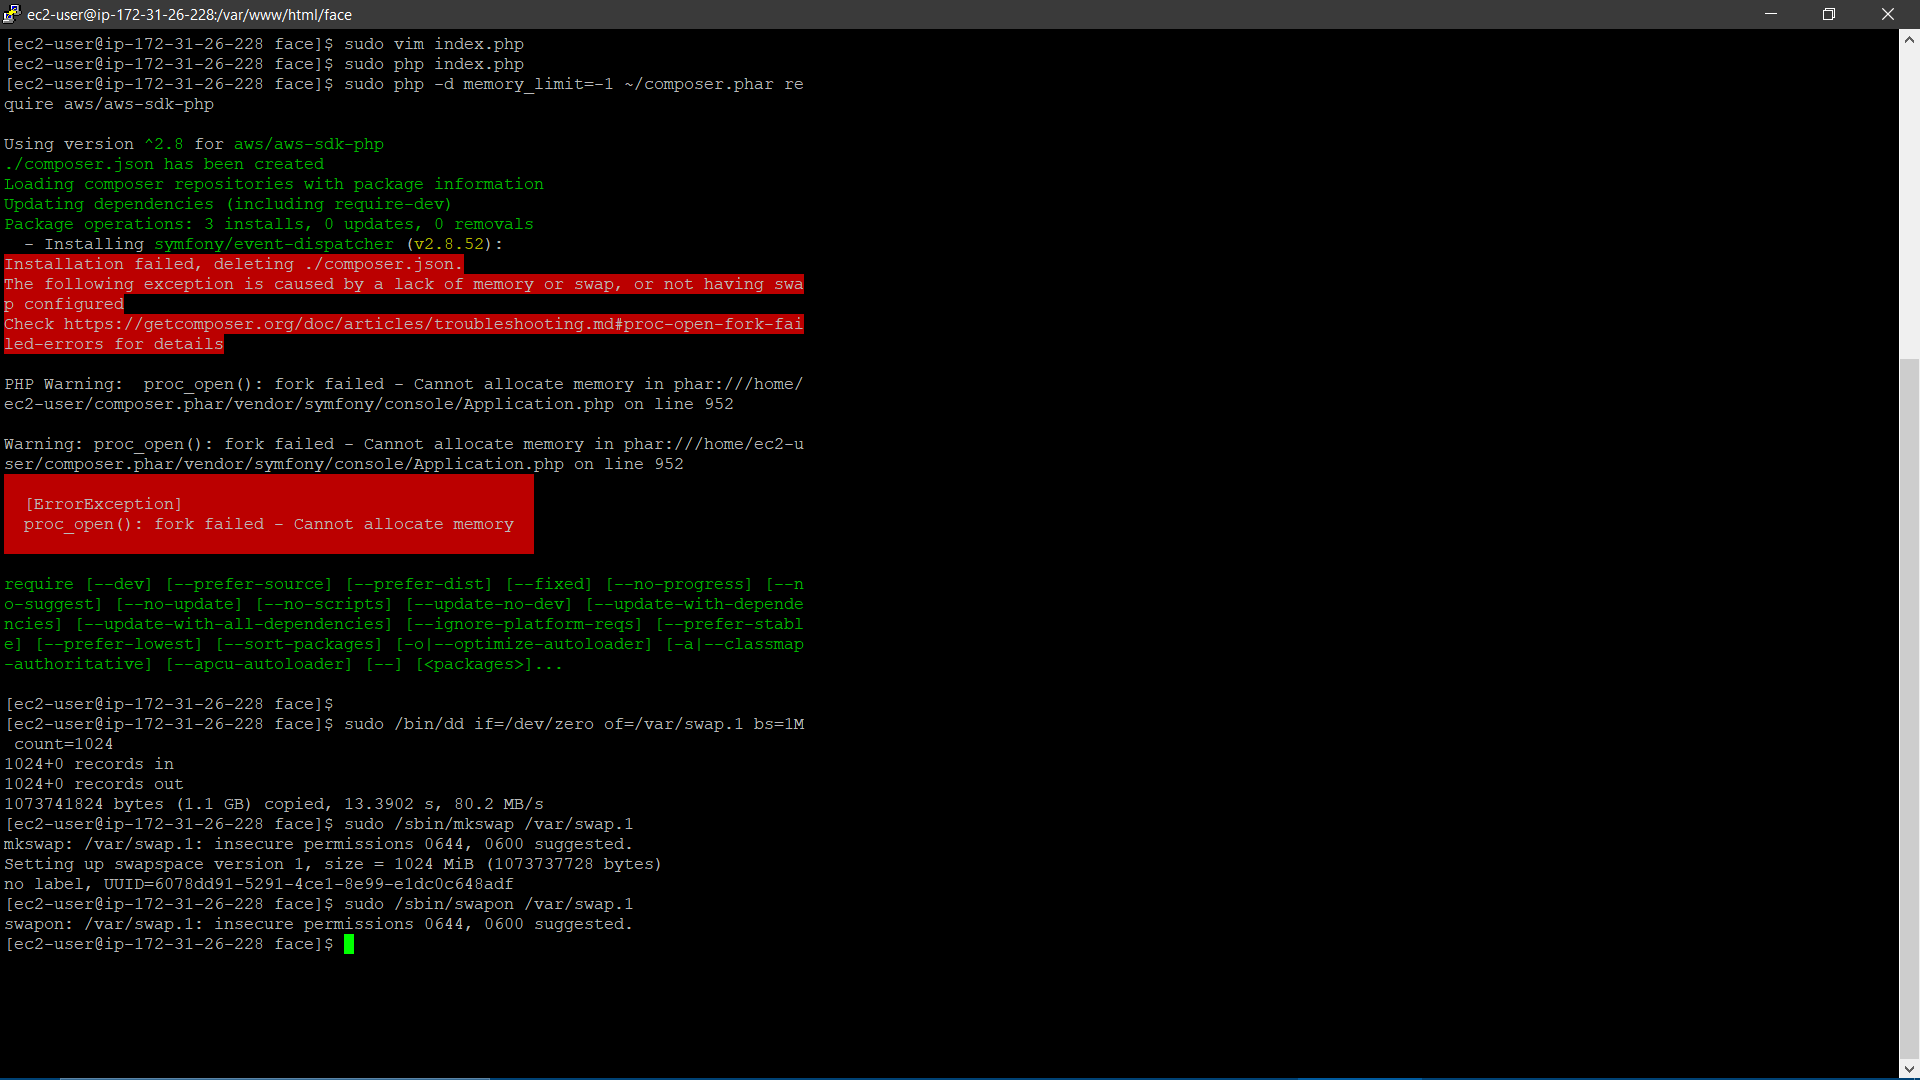 ec2-user@ip-172-31-26-228:/var/www/html/face
[ec2-user@ip-172-31-26-228 face]$ sudo vim index.php
[ec2-user@ip-172-31-26-228 face]$ sudo php index.php
[ec2-user@ip-172-31-26-228 face]$ sudo php -d memory_limit=-1 ~/composer.phar re
quire aws/aws-sdk-php
Using version ^2.8 for aws/aws-sdk-php
./composer.json has been created
Loading composer repositories with package information
Updating dependencies (including require-dev)
Package operations: 3 installs, 0 updates, 0 removals
  - Installing symfony/event-dispatcher (v2.8.52):
Installation failed, deleting ./composer.json.
The following exception is caused by a lack of memory or swap, or not having swa
p configured
Check https://getcomposer.org/doc/articles/troubleshooting.md#proc-open-fork-fai
led-errors for details
PHP Warning:  proc_open(): fork failed - Cannot allocate memory in phar:///home/
ec2-user/composer.phar/vendor/symfony/console/Application.php on line 952
Warning: proc_open(): fork failed - Cannot allocate memory in phar:///home/ec2-u
ser/composer.phar/vendor/symfony/console/Application.php on line 952
  [ErrorException]
  proc_open(): fork failed - Cannot allocate memory
require [--dev] [--prefer-source] [--prefer-dist] [--fixed] [--no-progress] [--n
o-suggest] [--no-update] [--no-scripts] [--update-no-dev] [--update-with-depende
ncies] [--update-with-all-dependencies] [--ignore-platform-reqs] [--prefer-stabl
e] [--prefer-lowest] [--sort-packages] [-o|--optimize-autoloader] [-a|--classmap
-authoritative] [--apcu-autoloader] [--] [<packages>]...
[ec2-user@ip-172-31-26-228 face]$
[ec2-user@ip-172-31-26-228 face]$ sudo /bin/dd if=/dev/zero of=/var/swap.1 bs=1M
 count=1024
1024+0 records in
1024+0 records out
1073741824 bytes (1.1 GB) copied, 13.3902 s, 80.2 MB/s
[ec2-user@ip-172-31-26-228 face]$ sudo /sbin/mkswap /var/swap.1
mkswap: /var/swap.1: insecure permissions 0644, 0600 suggested.
Setting up swapspace version 1, size = 1024 MiB (1073737728 bytes)
no label, UUID=6078dd91-5291-4ce1-8e99-e1dc0c648adf
[ec2-user@ip-172-31-26-228 face]$ sudo /sbin/swapon /var/swap.1
swapon: /var/swap.1: insecure permissions 0644, 0600 suggested.
[ec2-user@ip-172-31-26-228 face]$